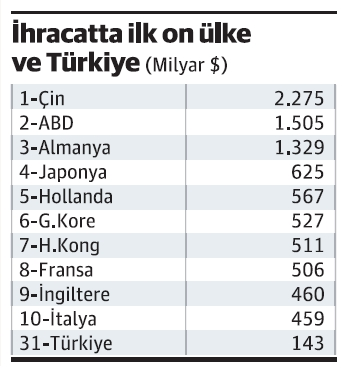 İhracatta ilk on ülke
ve Türkiye (Milyar $)
1-Çin 2.275
2-ABD 1.505
3-Almanya 1.329
4-Japonya 625
5-Hollanda 567
6-G.Kore 527
7-H.Kong 511
8-Fransa 506
9-İngiltere 460
10-İtalya 459
31-Türkiye 143